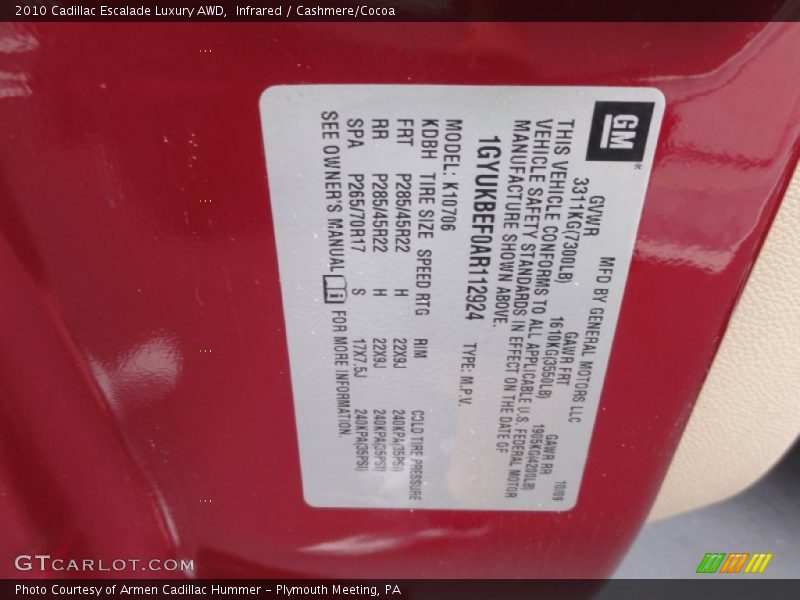 2010 Cadillac Escalade Luxury AWD,  Infrared / Cashmere/Cocoa
GM
MFD BY GENERAL MOTORS LLC
GVWR GAWR FRT GAWR RR 10/09
3311KG(7300LB) 1610KG(3550LB) 1905KG(4200LB)
THIS VEHICLE CONFORMS TO ALL APPLICABLE U.S. FEDERAL MOTOR
VEHICLE SAFETY STANDARDS IN EFFECT ON THE DATE OF
MANUFACTURE SHOWN ABOVE.
1GYUKBEF0AR112924 TYPE: M.P.V.
MODEL: K10706
KDBH TIRE SIZE SPEED RTG RIM COLD TIRE PRESSURE
FRT P285/45R22 H 22X9J 240KPA(35PSI)
RR P285/45R22 H 22X9J 240KPA(35PSI)
SPA P265/70R17 S 17X7.5J 240KPA(35PSI)
SEE OWNER'S MANUAL FOR MORE INFORMATION.
GTCARLOT.COM
Photo Courtesy of Armen Cadillac Hummer – Plymouth Meeting, PA